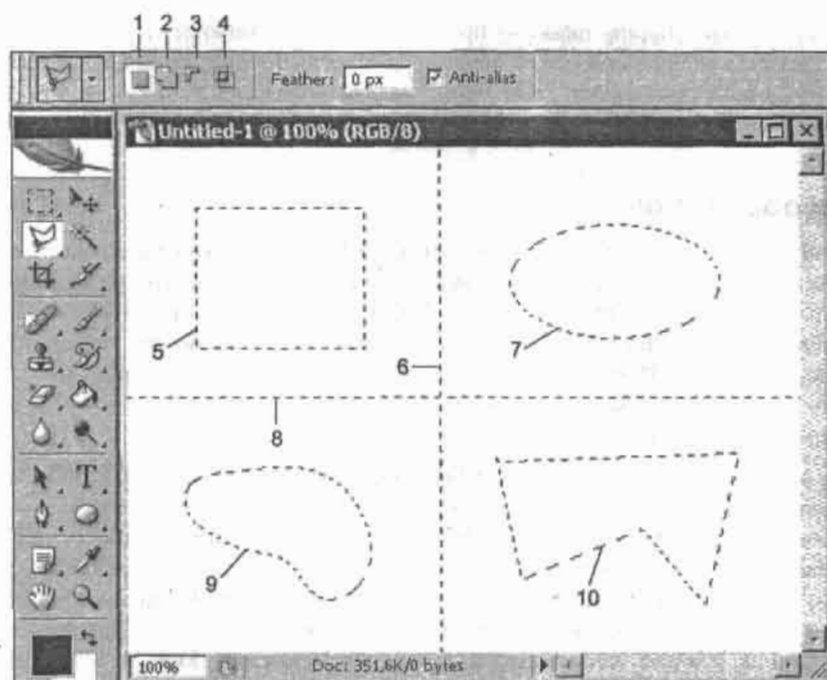 1 2 3 4
Feather: 0 px Anti-alias
Untitled-1 @ 100% (RGB/8)
5
6
7
8
9
10
T
100%
Doc: 351,6K/0 bytes